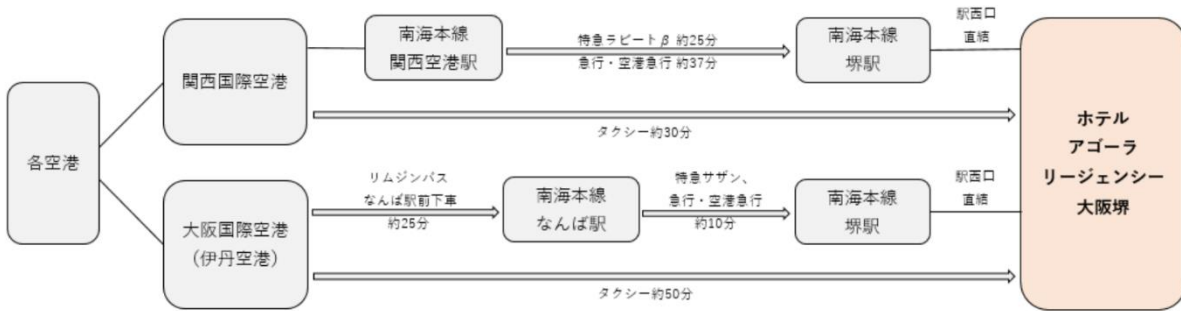 各空港
関西国際空港
南海本線
関西空港駅
特急ラピートβ 約25分
急行・空港急行 約37分
南海本線
堺駅
駅西口
直結
タクシー約30分
大阪国際空港
(伊丹空港)
リムジンバス
なんば駅前下車
約25分
南海本線
なんば駅
特急サザン、
急行・空港急行
約10分
南海本線
堺駅
駅西口
直結
タクシー約50分
ホテル
アゴーラ
リージェンシー
大阪堺